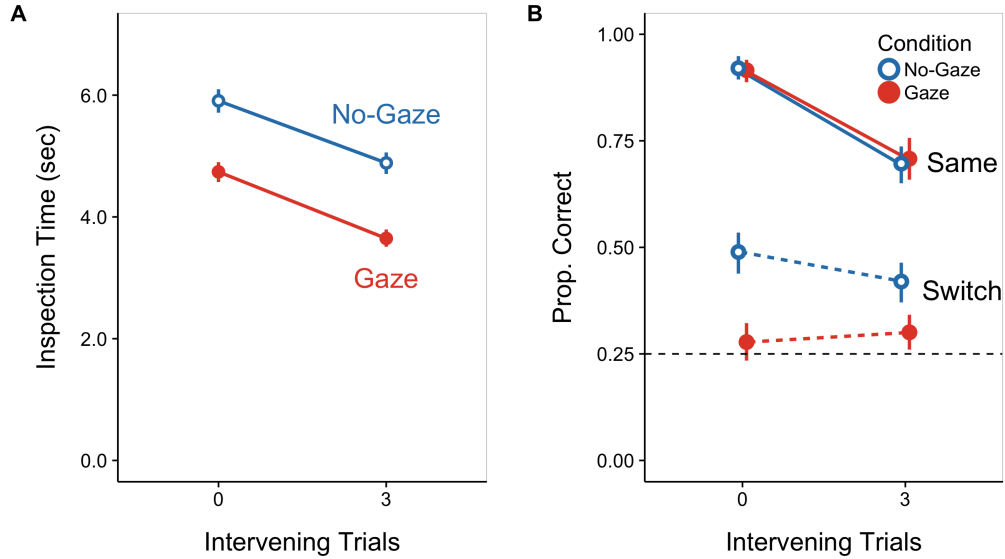 A
Inspection Time (sec)
6.0
4.0
2.0
0.0
No-Gaze
Gaze
0 3
Intervening Trials
B
Prop. Correct
1.00
0.75
0.50
0.25
0.00
Condition
No-Gaze
Gaze
Same
Switch
0 3
Intervening Trials